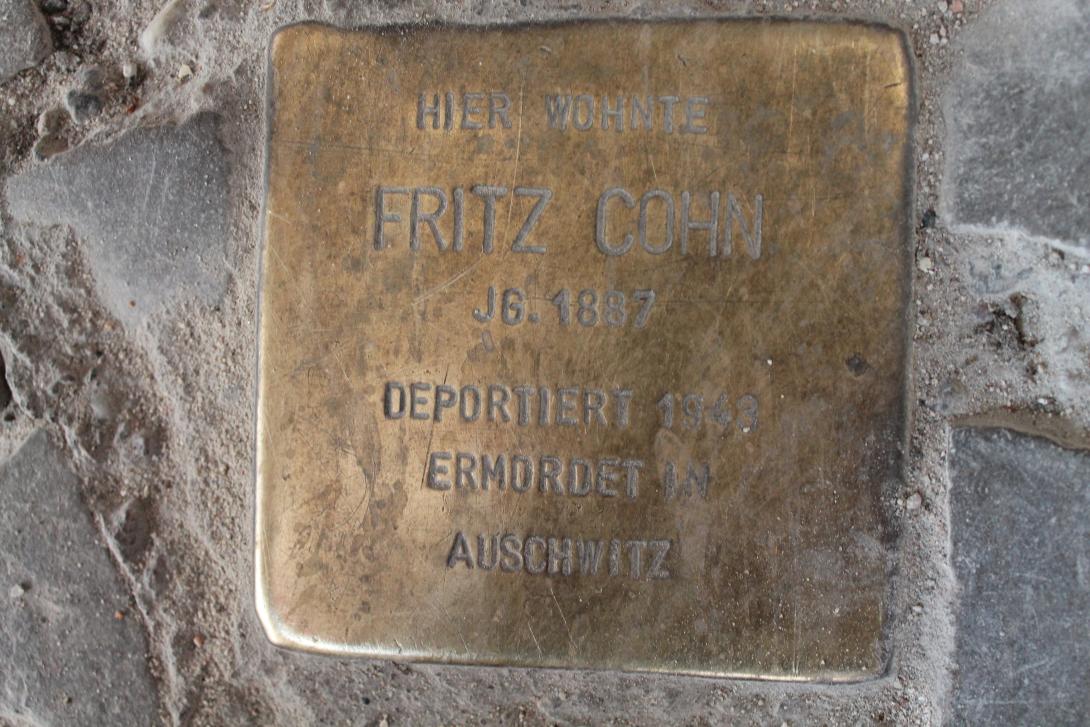 HIER WOHNTE
FRITZ COHN
JG. 1887
DEPORTIERT 1943
ERMORDET IN
AUSCHWITZ